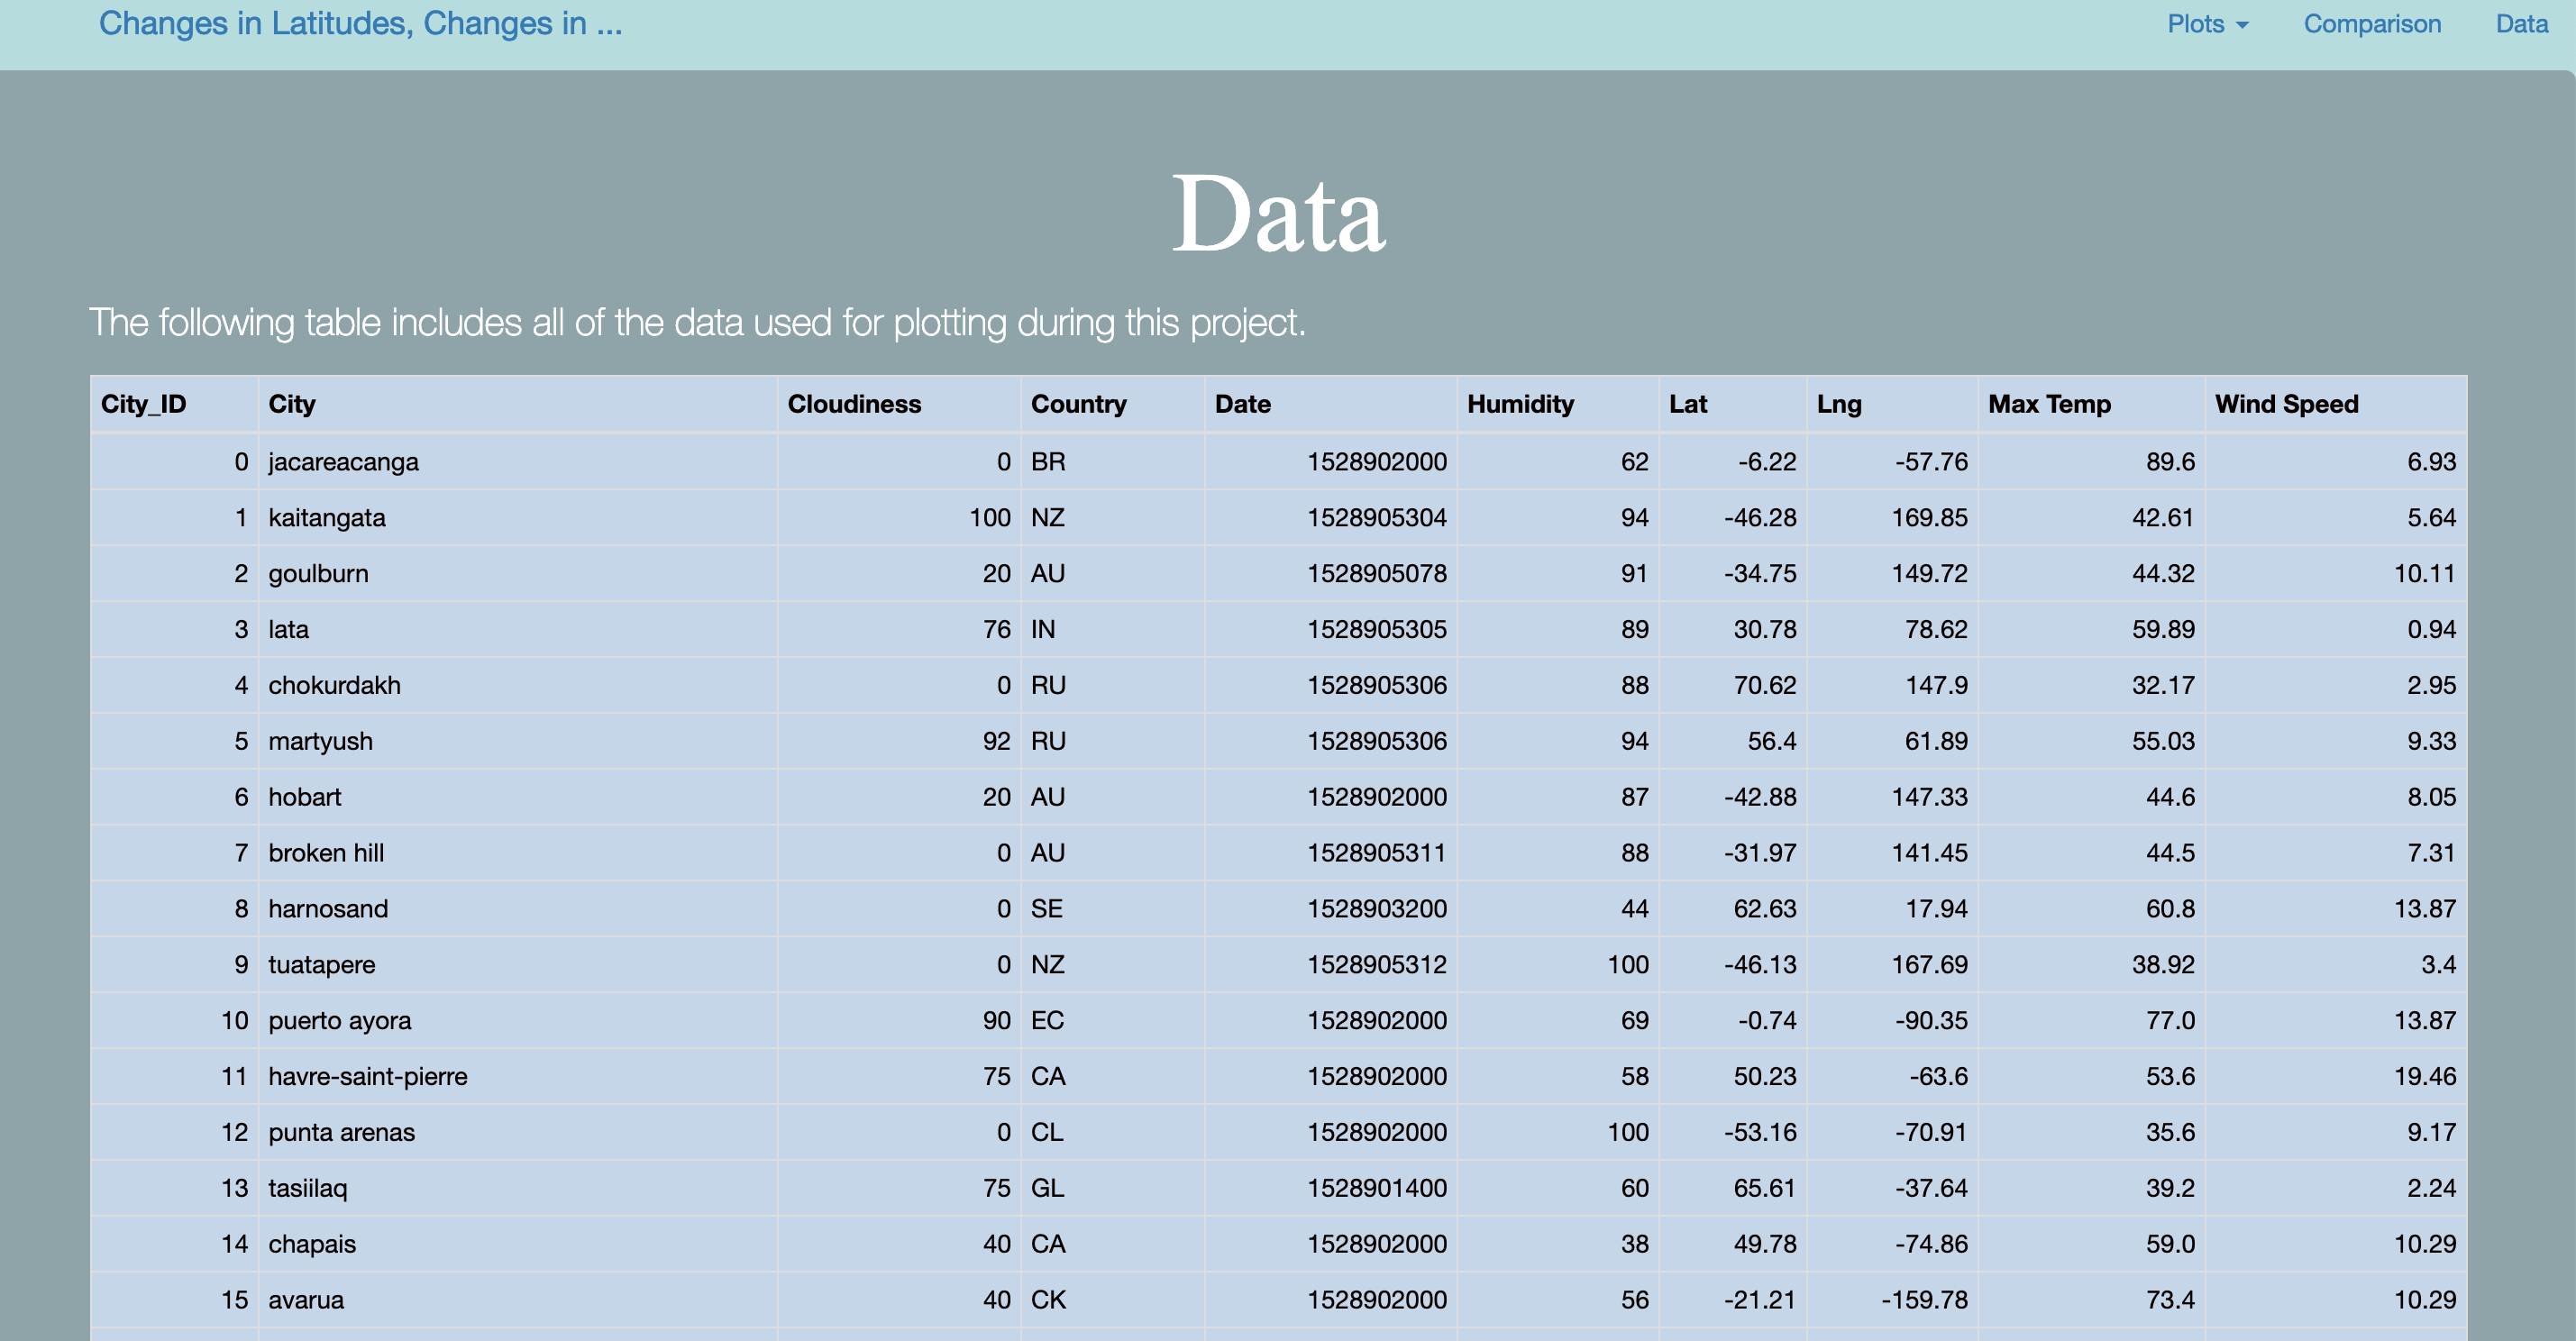 Changes in Latitudes, Changes in ... Plots Comparison Data
Data
The following table includes all of the data used for plotting during this project.
City_ID City Cloudiness Country Date Humidity Lat Lng Max Temp Wind Speed
0 jacareacanga 0 BR 1528902000 62 -6.22 -57.76 89.6 6.93
1 kaitangata 100 NZ 1528905304 94 -46.28 169.85 42.61 5.64
2 goulburn 20 AU 1528905078 91 -34.75 149.72 44.32 10.11
3 lata 76 IN 1528905305 89 30.78 78.62 59.89 0.94
4 chokurdakh 0 RU 1528905306 88 70.62 147.9 32.17 2.95
5 martyush 92 RU 1528905306 94 56.4 61.89 55.03 9.33
6 hobart 20 AU 1528902000 87 -42.88 147.33 44.6 8.05
7 broken hill 0 AU 1528905311 88 -31.97 141.45 44.5 7.31
8 harnosand 0 SE 1528903200 44 62.63 17.94 60.8 13.87
9 tuatapere 0 NZ 1528905312 100 -46.13 167.69 38.92 3.4
10 puerto ayora 90 EC 1528902000 69 -0.74 -90.35 77.0 13.87
11 havre-saint-pierre 75 CA 1528902000 58 50.23 -63.6 53.6 19.46
12 punta arenas 0 CL 1528902000 100 -53.16 -70.91 35.6 9.17
13 tasiilaq 75 GL 1528901400 60 65.61 -37.64 39.2 2.24
14 chapais 40 CA 1528902000 38 49.78 -74.86 59.0 10.29
15 avarua 40 CK 1528902000 56 -21.21 -159.78 73.4 10.29